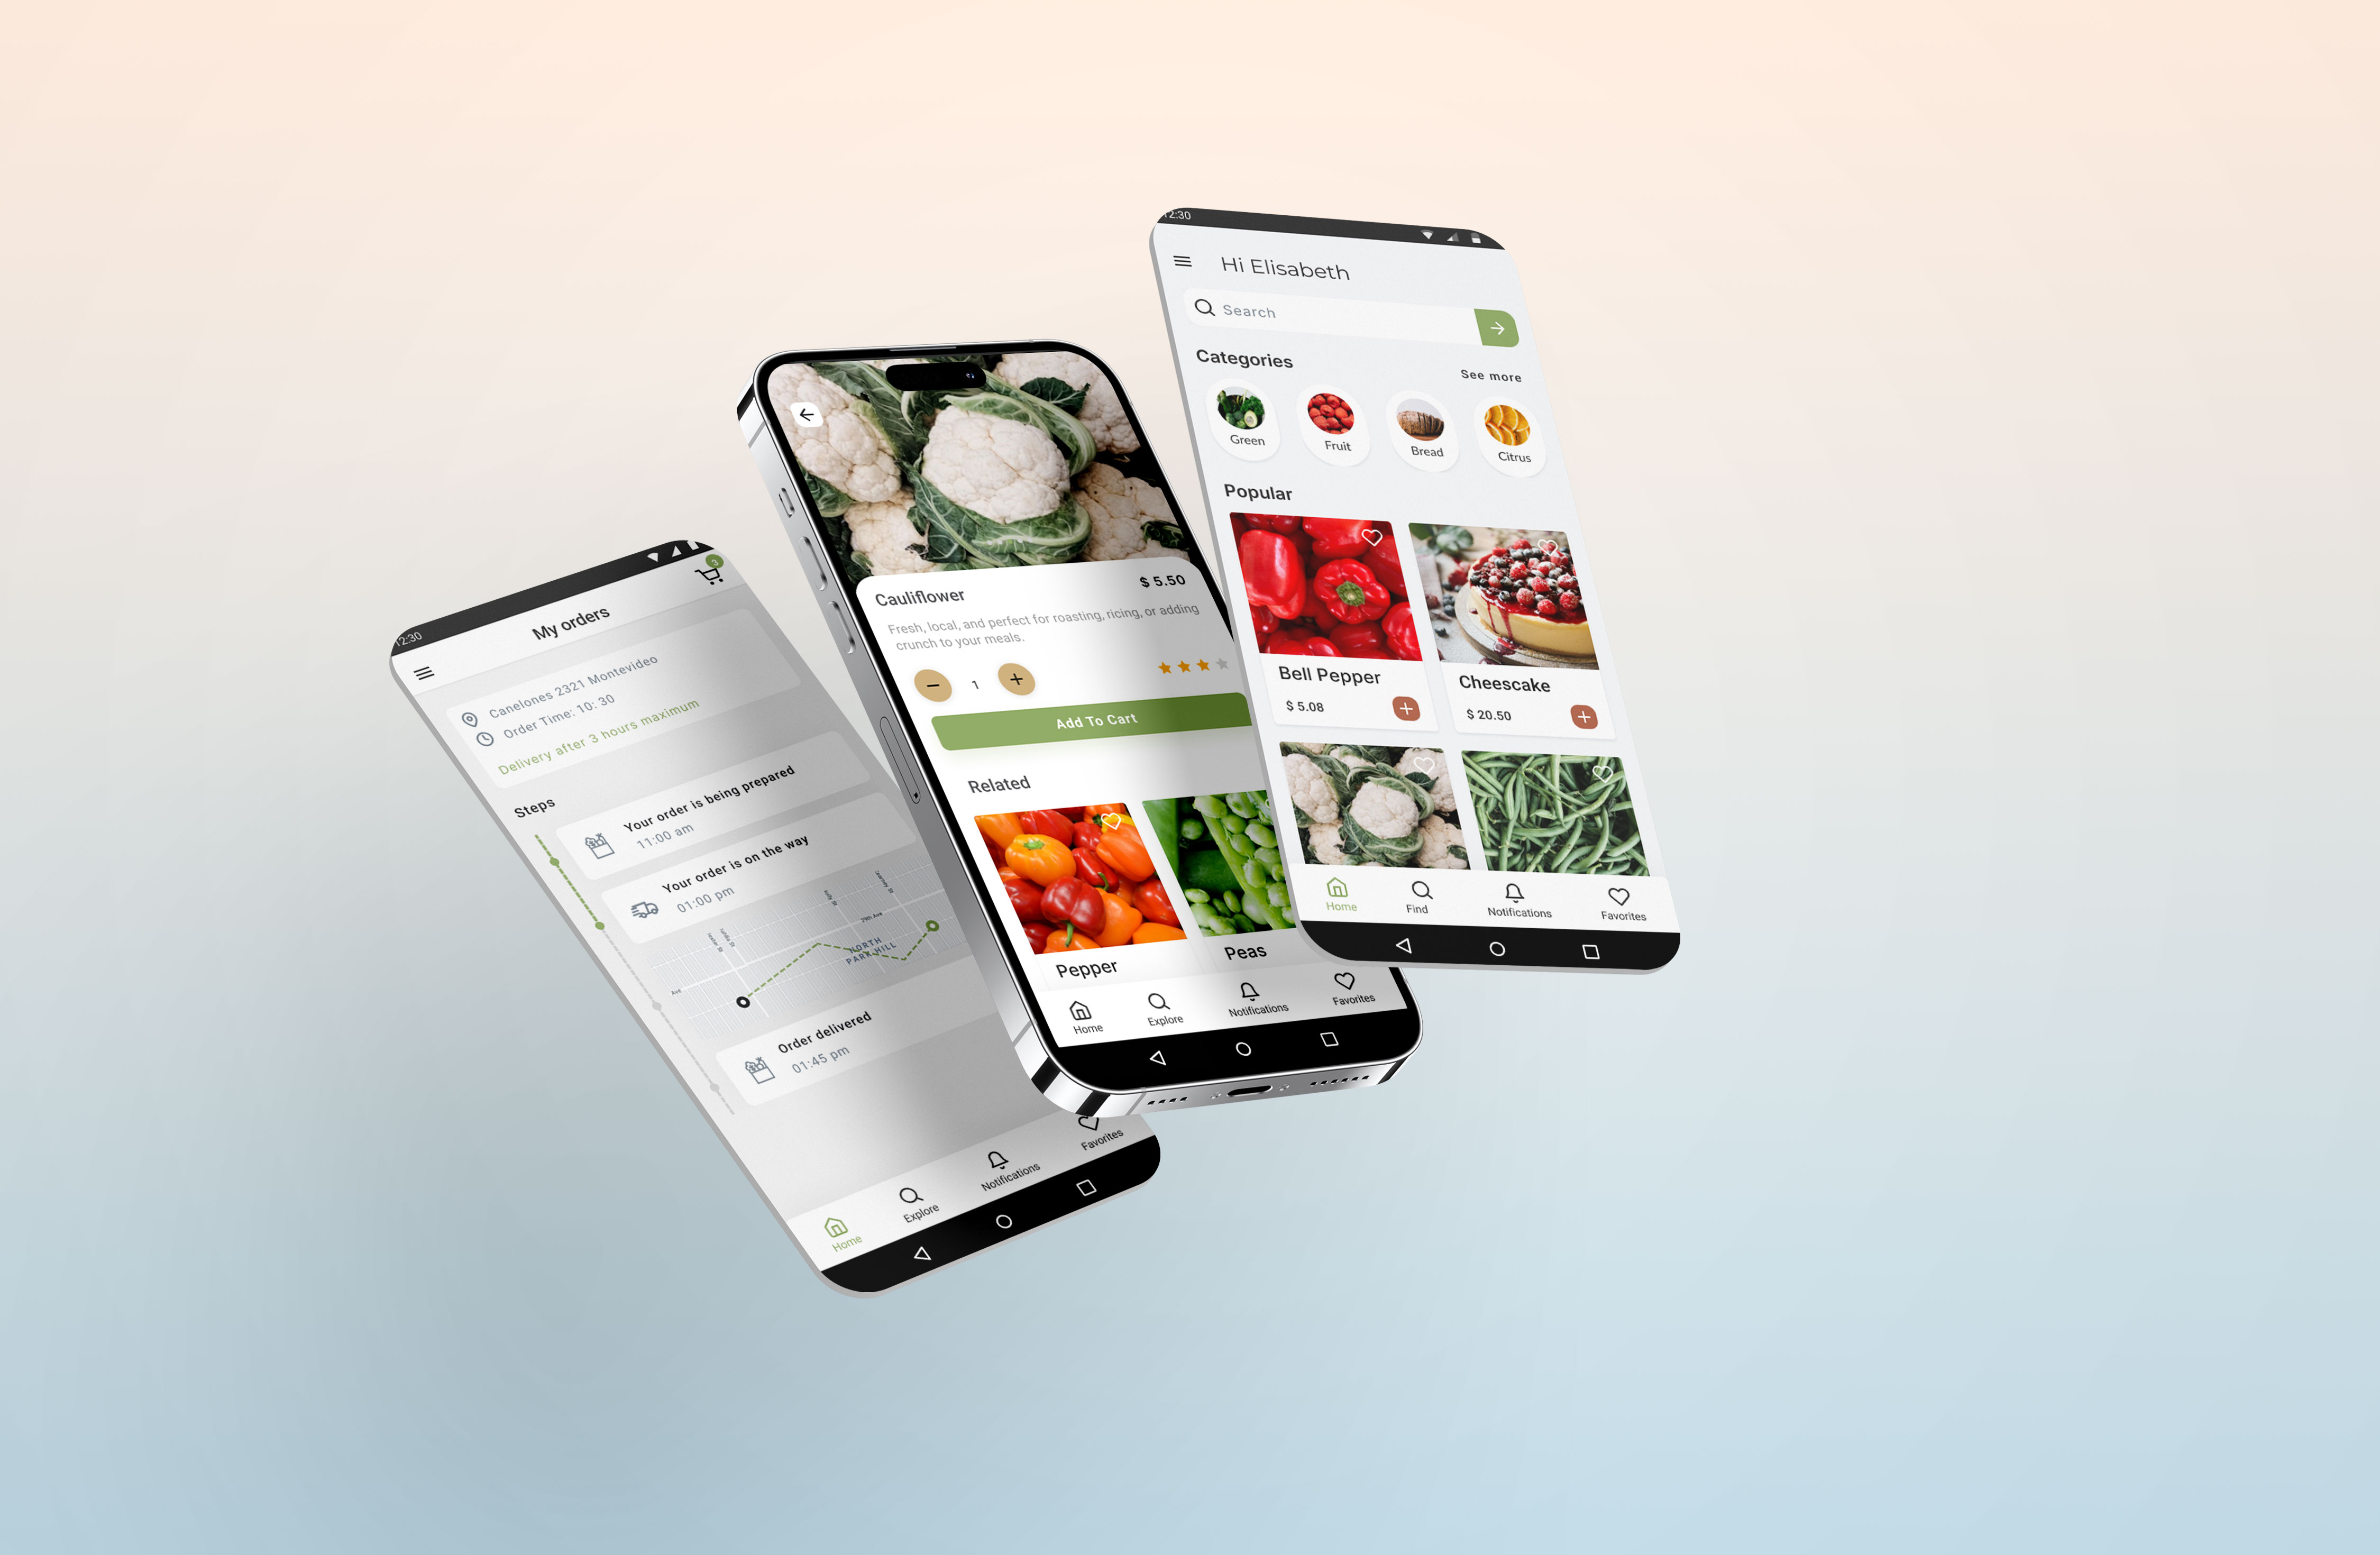 12:30
My orders
Canelones 2321 Montevideo
Order Time: 10: 30
Delivery after 3 hours maximum
Steps
Your order is being prepared
11:00 am
Your order is on the way
01:00 pm
29th Ave
NORTH
PARK HILL
Ave
Order delivered
01:45 pm
Home
Explore
Notifications
Favorites
Cauliflower
$ 5.50
Fresh, local, and perfect for roasting, ricing, or adding
crunch to your meals.
1
Add To Cart
Related
Pepper
Peas
Home
Explore
Notifications
Favorites
12:30
Hi Elisabeth
Search
Categories
See more
Green
Fruit
Bread
Citrus
Popular
Bell Pepper
$ 5.08
Cheescake
$ 20.50
Home
Find
Notifications
Favorites